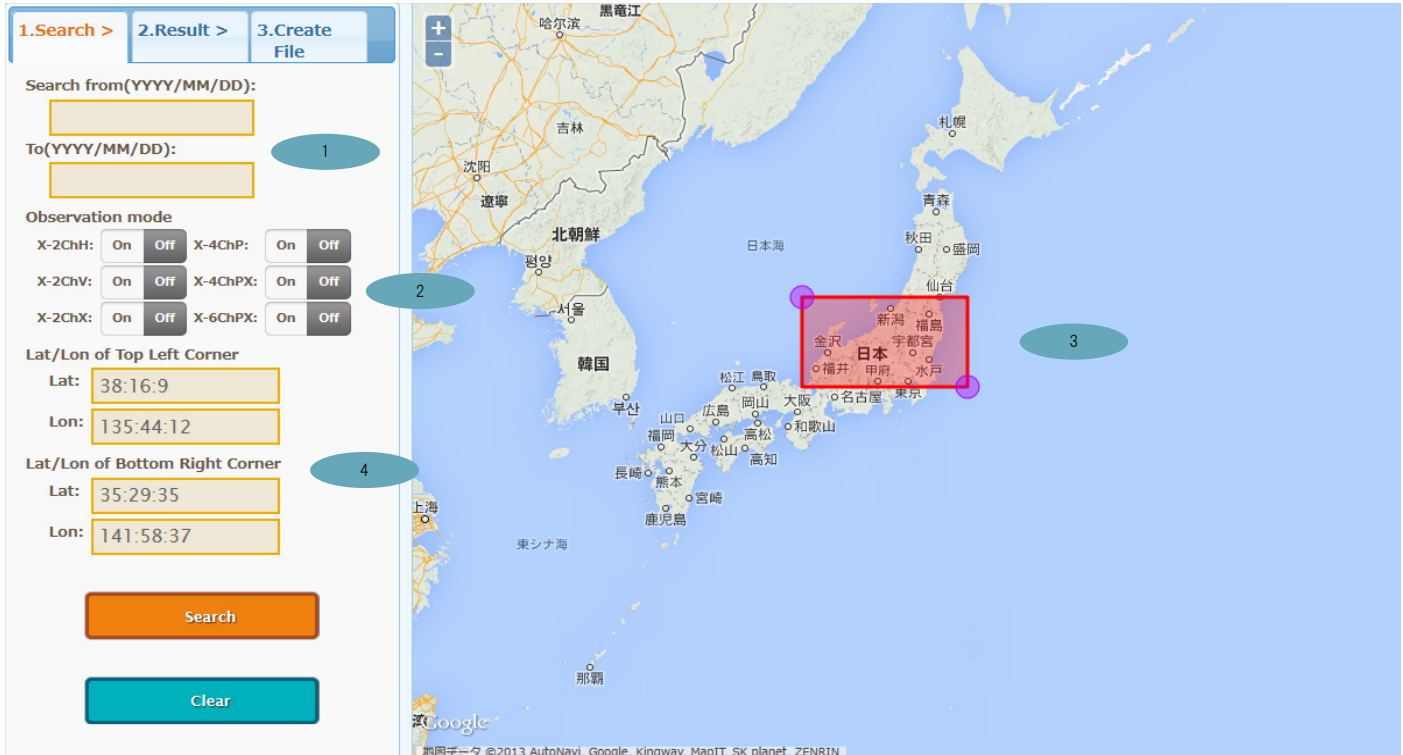 1.Search >
2.Result >
3.Create
File
Search from(YYYY/MM/DD):
To(YYYY/MM/DD):
1
Observation mode
X-2ChH: On Off X-4ChP: On Off
X-2ChV: On Off X-4ChPX: On Off
X-2ChX: On Off X-6ChPX: On Off
2
Lat/Lon of Top Left Corner
Lat: 38:16:9
Lon: 135:44:12
Lat/Lon of Bottom Right Corner
4
Lat: 35:29:35
Lon: 141:58:37
Search
Clear
+
-
黒竜江
哈尔滨
吉林
沈阳
遼寧
北朝鮮
평양
서울
韓国
부산
札幌
青森
秋田
盛岡
仙台
日本海
新潟
福島
金沢
宇都宮
日本
福井
甲府
水戸
3
松江
鳥取
東京
名古屋
大阪
岡山
広島
山口
和歌山
福岡
高松
大分
松山
高知
長崎
熊本
宮崎
鹿児島
上海
東シナ海
那覇
Google
地図データ ©2013 AutoNavi, Google, Kingway, MapIT, SK planet, ZENRIN